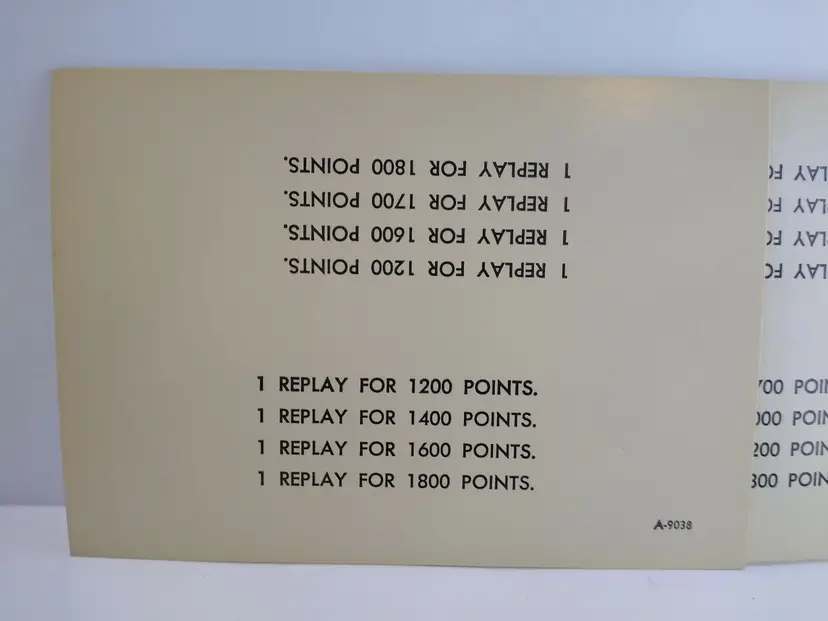 1 REPLAY FOR 1200 POINTS.
1 REPLAY FOR 1600 POINTS.
1 REPLAY FOR 1700 POINTS.
1 REPLAY FOR 1800 POINTS.
1 REPLAY FOR 1200 POINTS.
1 REPLAY FOR 1400 POINTS.
1 REPLAY FOR 1600 POINTS.
1 REPLAY FOR 1800 POINTS.
A-9038